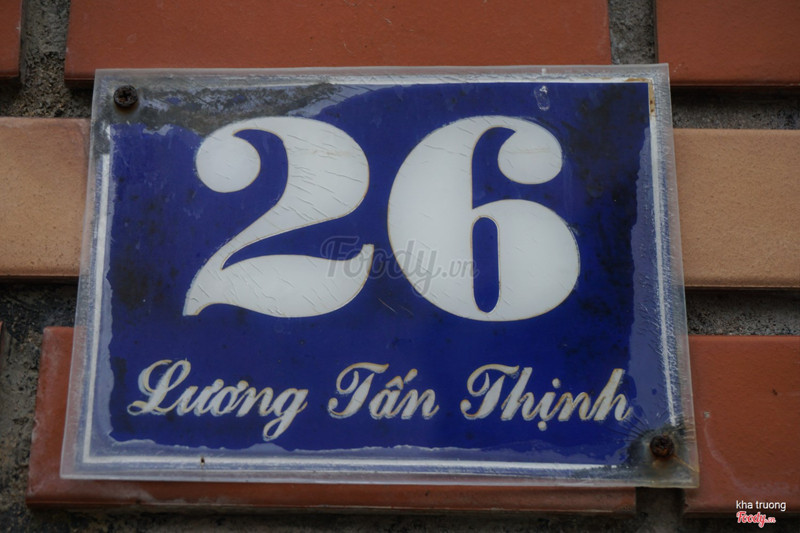 26
Foody.vn
Lương Tấn Thịnh
kha truong
Foody.vn